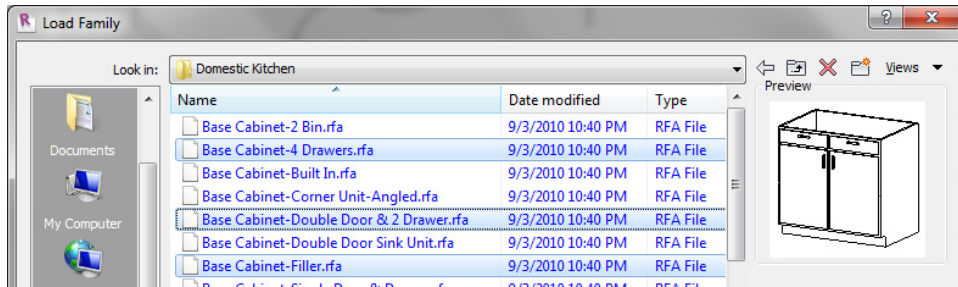 R Load Family ? X
Look in: Domestic Kitchen Views
Preview
Name Date modified Type
Base Cabinet-2 Bin.rfa 9/3/2010 10:40 PM RFA File
Base Cabinet-4 Drawers.rfa 9/3/2010 10:40 PM RFA File
Documents
Base Cabinet-Built In.rfa 9/3/2010 10:40 PM RFA File
Base Cabinet-Corner Unit-Angled.rfa 9/3/2010 10:40 PM RFA File
My Computer
Base Cabinet-Double Door & 2 Drawer.rfa 9/3/2010 10:40 PM RFA File
Base Cabinet-Double Door Sink Unit.rfa 9/3/2010 10:40 PM RFA File
Base Cabinet-Filler.rfa 9/3/2010 10:40 PM RFA File